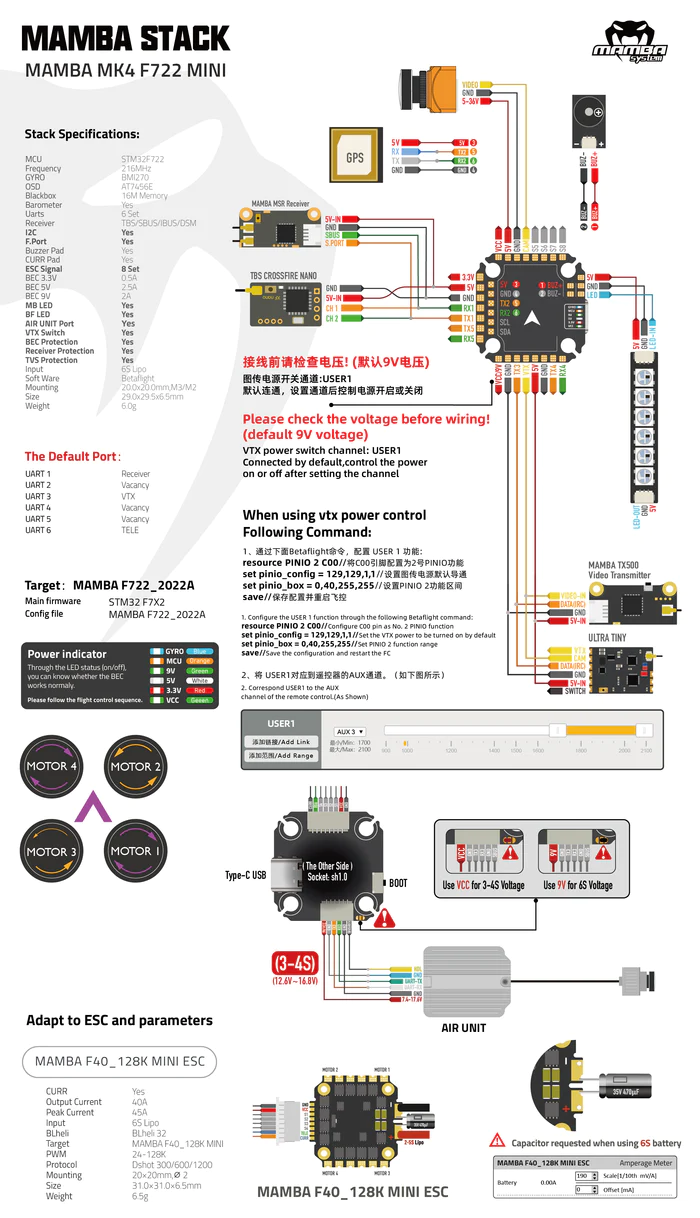 MAMBA STACK
MAMBA MK4 F722 MINI
MAMBA
system
Stack Specifications:
MCU STM32F722
Frequency 216MHz
GYRO BMI270
OSD AT7456E
Blackbox 16M Memory
Barometer Yes
Uarts 6 Set
Receiver TBS/SBUS/IBUS/DSM
I2C Yes
F.Port Yes
Buzzer Pad Yes
CURR Pad Yes
ESC Signal 8 Set
BEC 3.3V 0.5A
BEC 5V 2.5A
BEC 9V 2A
MB LED Yes
BF LED Yes
AIR UNIT Port Yes
VTX Switch Yes
BEC Protection Yes
Receiver Protection Yes
TVS Protection Yes
Input 6S Lipo
Soft Ware Betaflight
Mounting 20.0x20.0mm,M3/M2
Size 29.0x29.5x6.5mm
Weight 6.0g
The Default Port:
UART 1 Receiver
UART 2 Vacancy
UART 3 VTX
UART 4 Vacancy
UART 5 Vacancy
UART 6 TELE
Target: MAMBA F722_2022A
Main firmware STM32 F7X2
Config file MAMBA F722_2022A
Power indicator
Through the LED status (on/off),
you can know whether the BEC
works normaly.
Please follow the flight control sequence.
GYRO Blue
MCU Orange
9V Green
5V White
3.3V Red
VCC Green
MOTOR 4
MOTOR 2
MOTOR 3
MOTOR 1
VIDEO
GND
5-36V
GPS
5V 5V 3
RX TX2 5
TX RX2 6
GND GND 4
BUZZ-
BUZZ+
2 BUZ-
1 BUZ+
MAMBA MSR Receiver
5V-IN
GND
SBUS
S.PORT
TBS CROSSFIRE NANO
GND
5V-IN
CH 1
CH 2
VCC
5V
GND
CAM
S5
S6
S7
S8
3.3V
5V
GND
RX1
TX1
TX5
RX5
5V 3 1 BUZ+
GND 4 2 BUZ-
TX2 5
RX2 6
SCL
SDA
5V
GND
LED
VCC/9V
GND
TX3
VTX
5V
GND
TX4
RX4
5V
GND
LED-IN
LED-OUT
GND
5V
接线前请检查电压! (默认9V电压)
图传电源开关通道:USER1
默认连通，设置通道后控制电源开启或关闭
Please check the voltage before wiring!
(default 9V voltage)
VTX power switch channel: USER1
Connected by default,control the power
on or off after setting the channel
When using vtx power control
Following Command:
1、通过下面Betaflight命令，配置 USER 1 功能：
resource PINIO 2 C00//将C00引脚配置为2号PINIO功能
set pinio_config = 129,129,1,1//设置图传电源默认导通
set pinio_box = 0,40,255,255//设置PINIO 2功能区间
save//保存配置并重启飞控
1. Configure the USER 1 function through the following Betaflight command:
resource PINIO 2 C00//Configure C00 pin as No. 2 PINIO function
set pinio_config = 129,129,1,1//Set the VTX power to be turned on by default
set pinio_box = 0,40,255,255//Set PINIO 2 function range
save//Save the configuration and restart the FC
2、将 USER1对应到遥控器的AUX通道。（如下图所示）
2. Correspond USER1 to the AUX
channel of the remote control.(As Shown)
MAMBA TX500
Video Transmitter
VIDEO-IN
DATA(IRC)
GND
5V-IN
ULTRA TINY
VTX
CAM
DATA(IRC)
GND
5V-IN
SWITCH
USER1
添加链接/Add Link
添加范围/Add Range
AUX 3
最小/Min: 1700
最大/Max: 2100
900 1000 1200 1400 1500 1600 1800 2000 2100
Type-C USB
( The Other Side )
Socket: sh1.0
BOOT
VCC
Use VCC for 3-4S Voltage
9V
Use 9V for 6S Voltage
(3-4S)
(12.6V~16.8V)
GND
UART-TX
UART-RX
GND
7.4-17.6V
AIR UNIT
Adapt to ESC and parameters
MAMBA F40_128K MINI ESC
CURR Yes
Output Current 40A
Peak Current 45A
Input 6S Lipo
BLheli BLheli 32
Target MAMBA F40_128K MINI
PWM 24-128K
Protocol Dshot 300/600/1200
Mounting 20×20mm,Ø 2
Size 31.0×31.0×6.5mm
Weight 6.5g
MOTOR 2
MOTOR 1
GND
VCC
CURR
2-6S Lipo
MOTOR 4
MOTOR 3
MAMBA F40_128K MINI ESC
35V 470μF
Capacitor requested when using 6S battery
MAMBA F40_128K MINI ESC Amperage Meter
Battery 0.00A
190 Scale[1/10th mV/A]
0 Offset [mA]